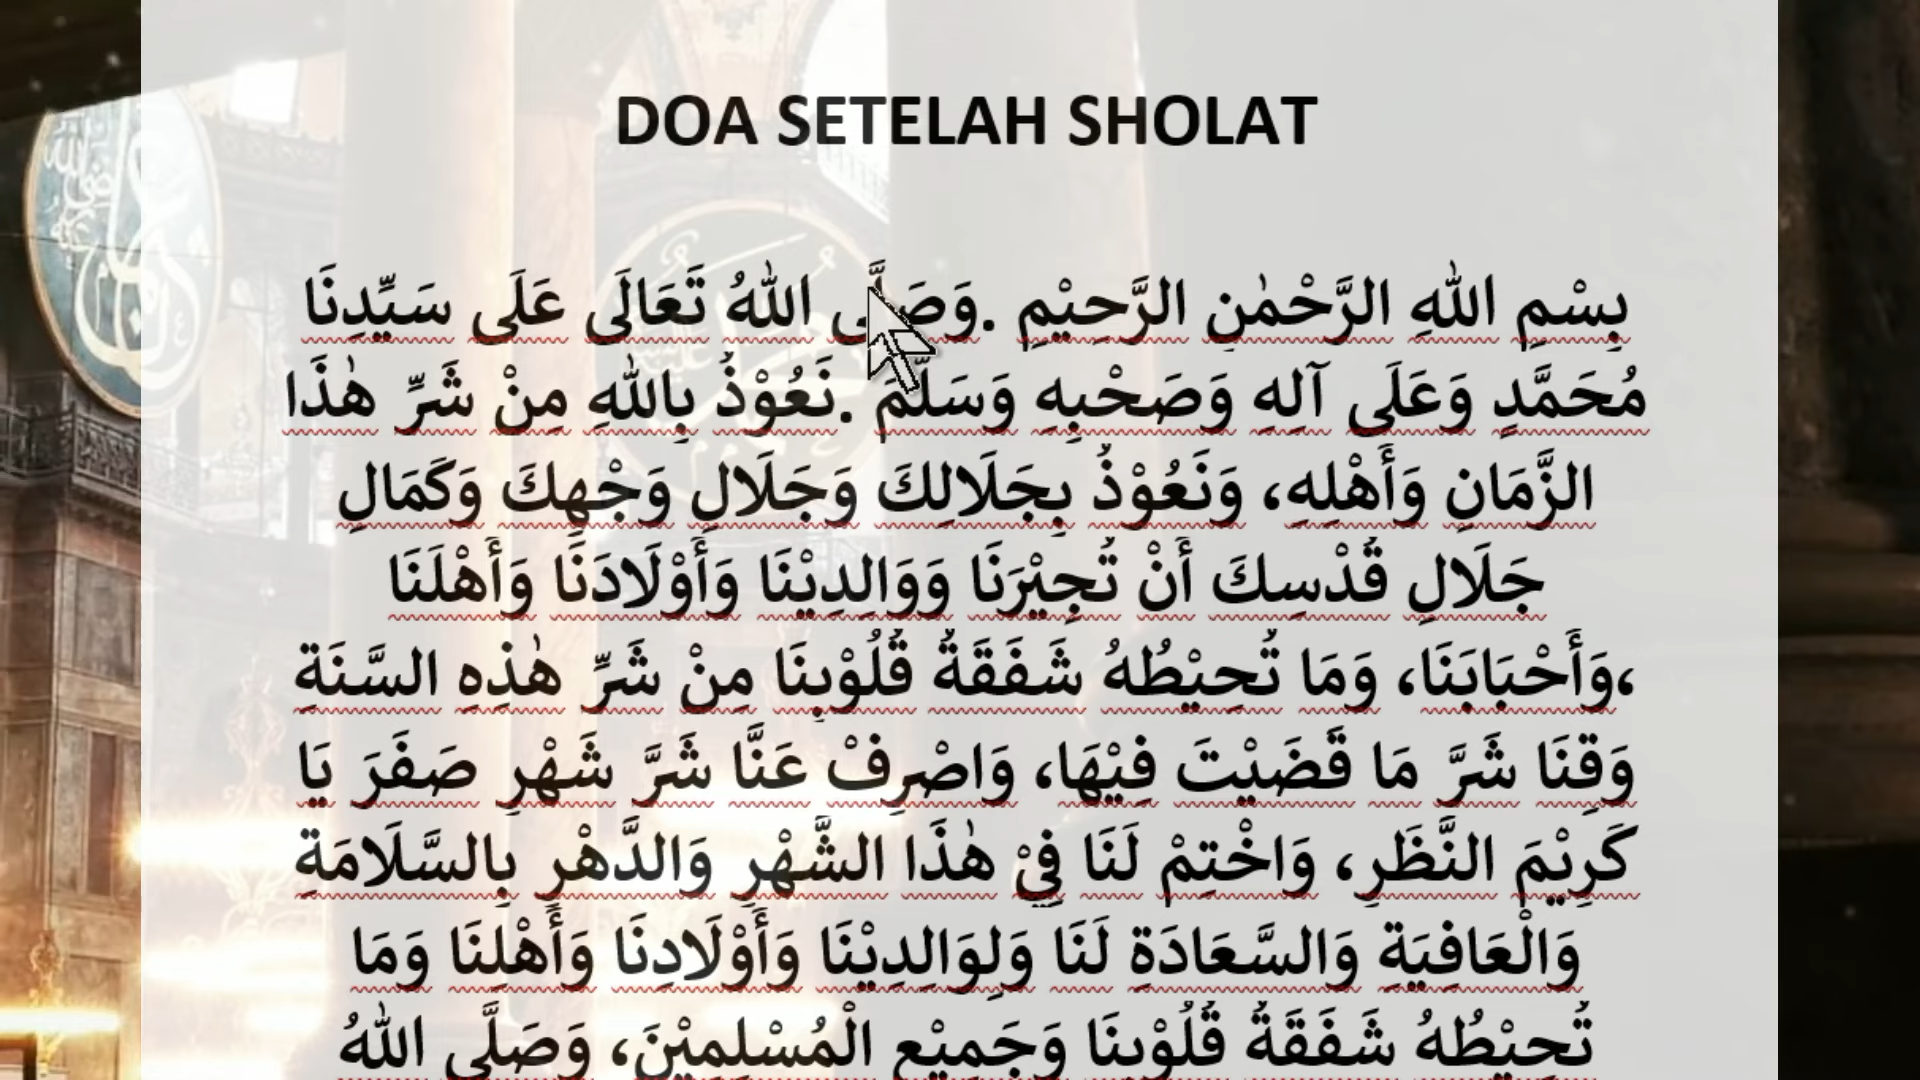 DOA SETELAH SHOLAT
بِسْمِ اللهِ الرَّحْمٰنِ الرَّحِيْمِ .وَصَلَّى اللهُ تَعَالَى عَلَى سَيِّدِنَا
مُحَمَّدٍ وَعَلَى آلِهِ وَصَحْبِهِ وَسَلَّمَ .نَعُوْذُ بِاللهِ مِنْ شَرِّ هٰذَا
الزَّمَانِ وَأَهْلِهِ، وَنَعُوْذُ بِجَلَالِكَ وَجَلَالِ وَجْهِكَ وَكَمَالِ
جَلَالِ قُدْسِكَ أَنْ تُجِيْرَنَا وَوَالِدِيْنَا وَأَوْلَادَنَا وَأَهْلَنَا
،وَأَحْبَابَنَا، وَمَا تُحِيْطُهُ شَفَقَةُ قُلُوْبِنَا مِنْ شَرِّ هٰذِهِ السَّنَةِ
وَقِنَا شَرَّ مَا قَضَيْتَ فِيْهَا، وَاصْرِفْ عَنَّا شَرَّ شَهْرِ صَفَرَ يَا
كَرِيْمَ النَّظَرِ، وَاخْتِمْ لَنَا فِيْ هٰذَا الشَّهْرِ وَالدَّهْرِ بِالسَّلَامَةِ
وَالْعَافِيَةِ وَالسَّعَادَةِ لَنَا وَلِوَالِدِيْنَا وَأَوْلَادِنَا وَأَهْلِنَا وَمَا
تُحِيْطُهُ شَفَقَةُ قُلُوْبِنَا وَجَمِيْعِ الْمُسْلِمِيْنَ، وَصَلَّى اللهُ